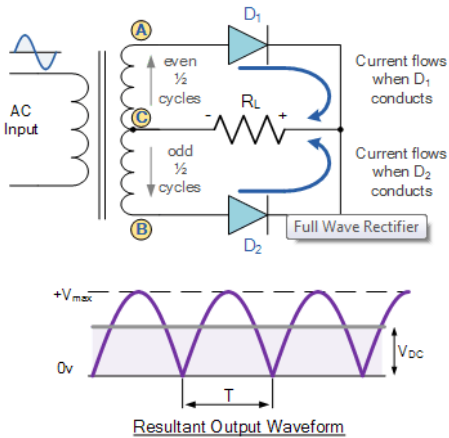 A
D1
AC
Input
even
½
cycles
Current flows
when D1
conducts
C
-
RL
+
odd
½
cycles
Current flows
when D2
conducts
B
D2
Full Wave Rectifier
+Vmax
0v
T
VDC
Resultant Output Waveform